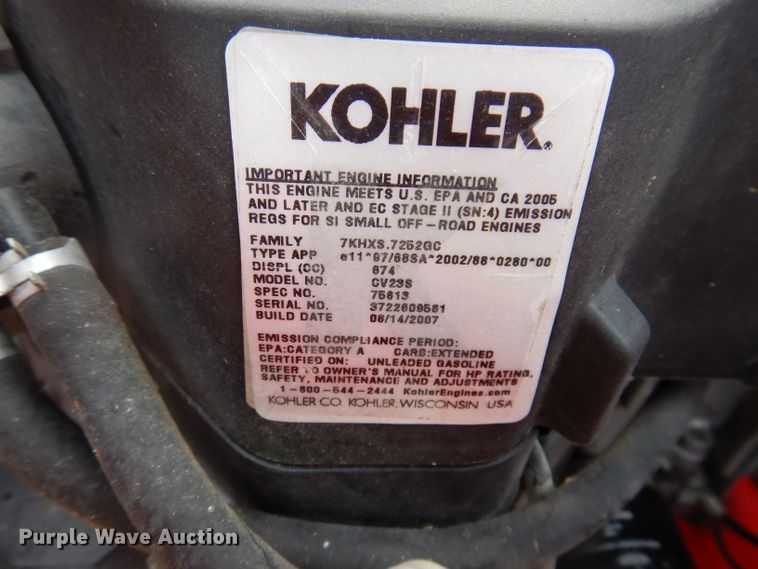 KOHLER.
IMPORTANT ENGINE INFORMATION
THIS ENGINE MEETS U.S. EPA AND CA 2005
AND LATER AND EC STAGE II (SN:4) EMISSION
REGS FOR SI SMALL OFF-ROAD ENGINES
FAMILY 7KHXS.7252GC
TYPE APP e11*97/68SA*2002/88*0280*00
DISPL (CC) 674
MODEL NO. CV23S
SPEC NO. 75613
SERIAL NO. 3722809581
BUILD DATE 06/14/2007
EMISSION COMPLIANCE PERIOD:
EPA:CATEGORY A CARB:EXTENDED
CERTIFIED ON: UNLEADED GASOLINE
REFER TO OWNER'S MANUAL FOR HP RATING,
SAFETY, MAINTENANCE AND ADJUSTMENTS
1-800-544-2444 KohlerEngines.com
KOHLER CO. KOHLER, WISCONSIN USA
Purple Wave Auction